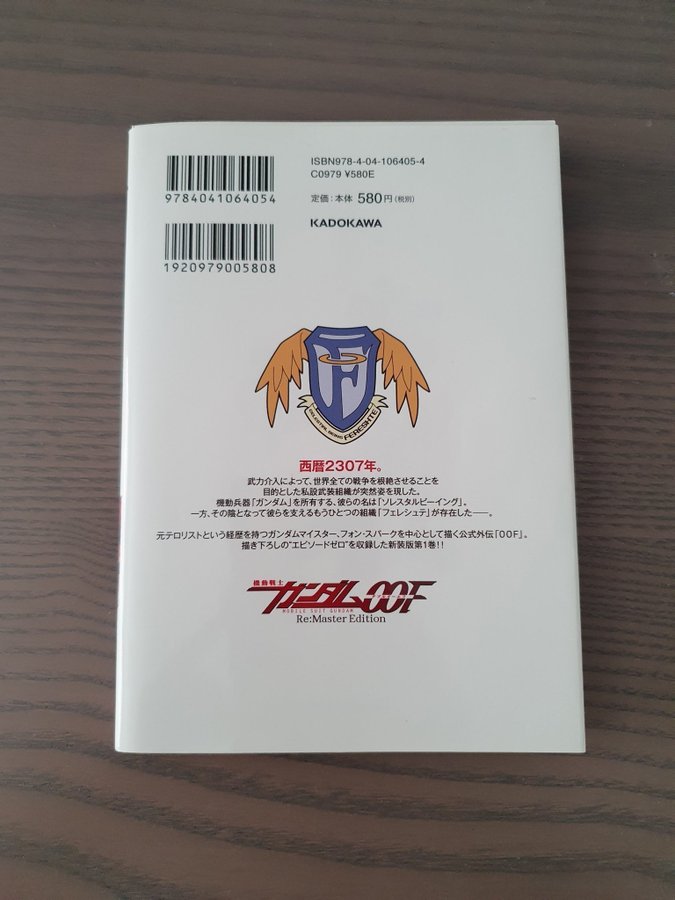 ISBN978-4-04-106405-4
C0979 ¥580E
9784041064054
定価：本体 580円（税別）
KADOKAWA
1920979005808
F
CELESTIAL BEING FERESHTE
西暦2307年。
武力介入によって、世界全ての戦争を根絶させることを
目的とした私設武装組織が突然姿を現した。
機動兵器「ガンダム」を所有する、彼らの名は「ソレスタルビーイング」。
一方、その陰となって彼らを支えるもうひとつの組織「フェレシュテ」が存在した──。
元テロリストという経歴を持つガンダムマイスター、フォン・スパークを中心として描く公式外伝「00F」。
描き下ろしの"エピソードゼロ"を収録した新装版第1巻！！
機動戦士
ガンダム00F
MOBILE SUIT GUNDAM
Re:Master Edition